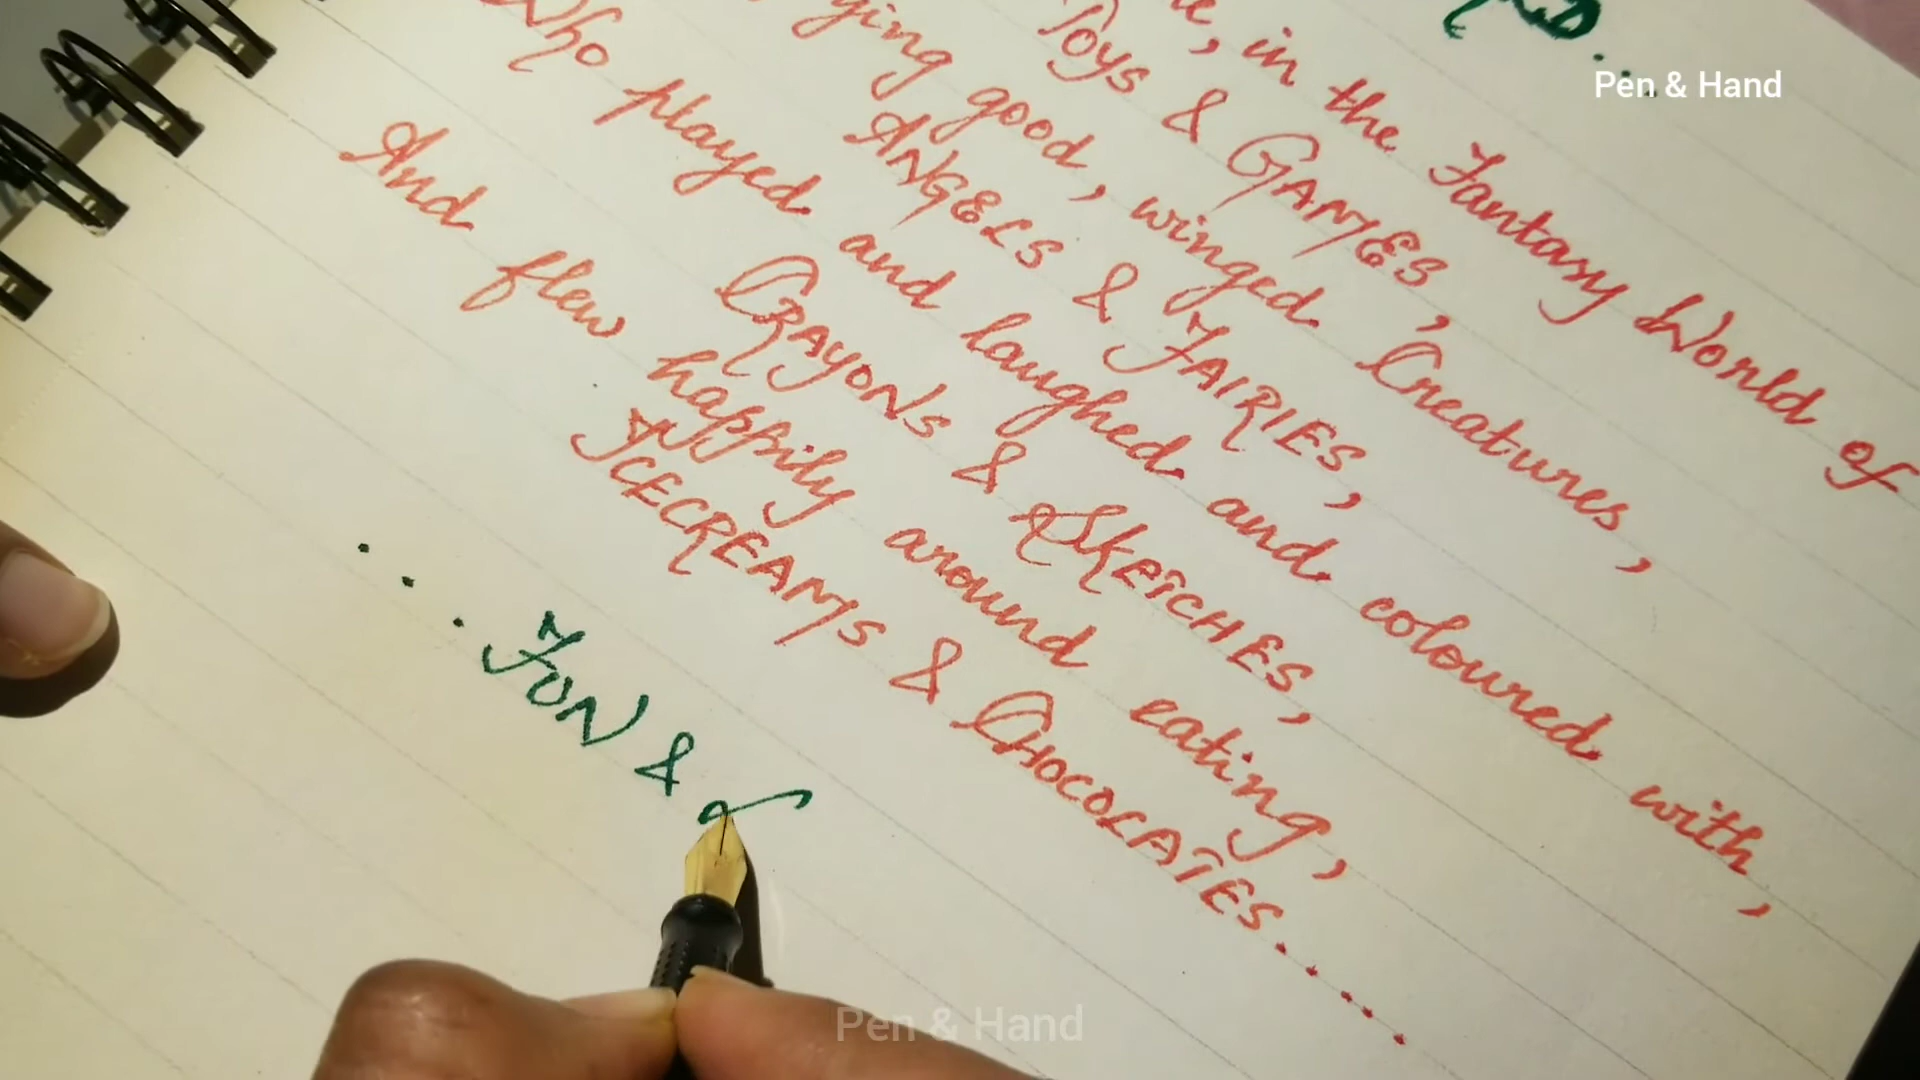 Pen & Hand
in the Fantasy World of
Toys & GAMES,
good, winged Creatures,
ANGELS & FAIRIES,
Who played and laughed and coloured with,
CRAYONS & SKETCHES,
And flew happily around eating,
ICECREAMS & CHOCOLATES.....
...FUN &
Pen & Hand